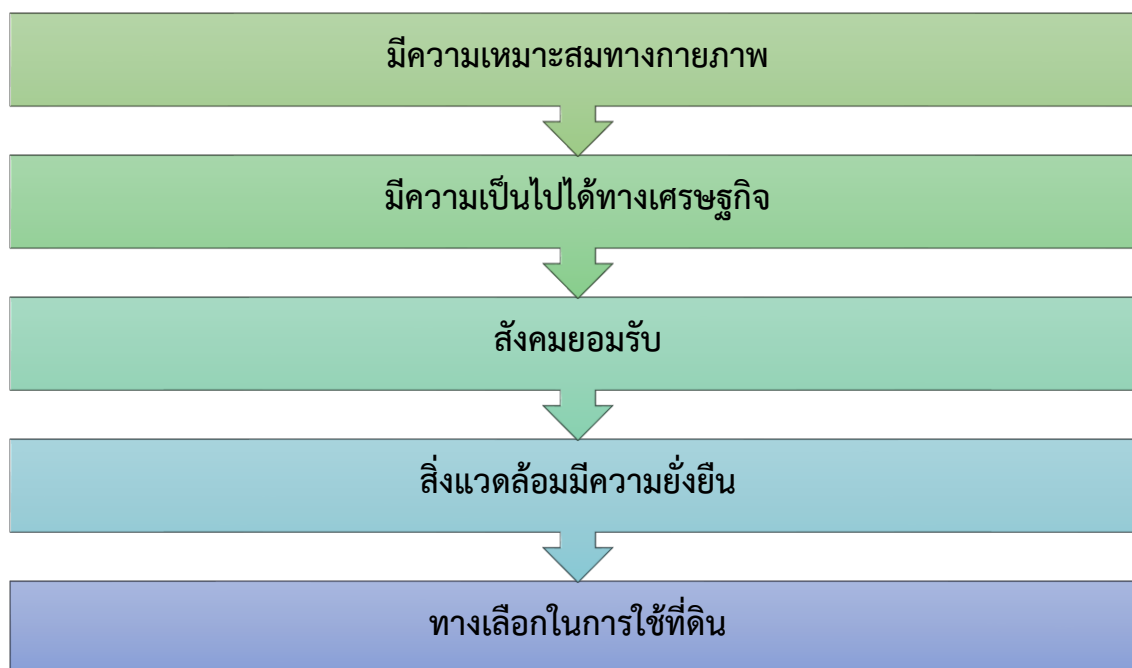 มีความเหมาะสมทางกายภาพ
มีความเป็นไปได้ทางเศรษฐกิจ
สังคมยอมรับ
สิ่งแวดล้อมมีความยั่งยืน
ทางเลือกในการใช้ที่ดิน